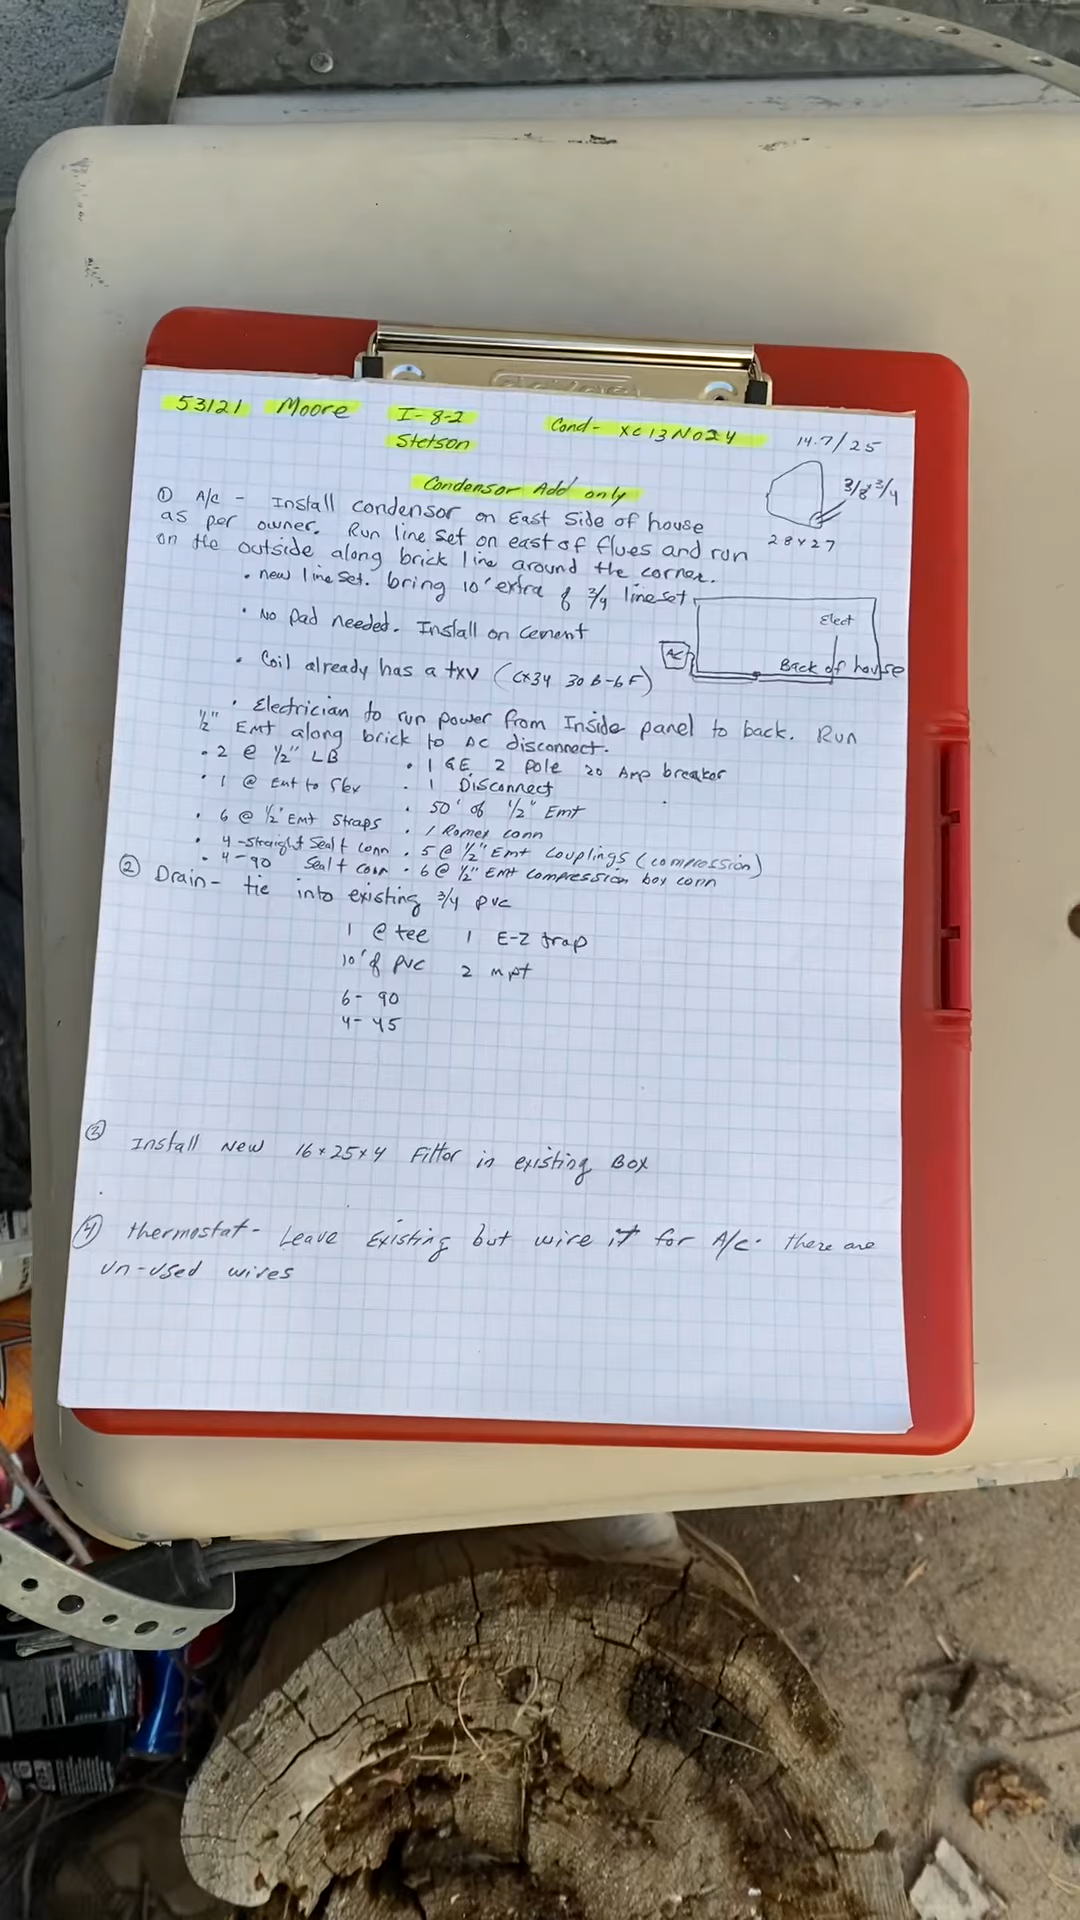 53121 Moore I-8-2 Cond- XC13N024 14.7/25
Stetson
Condensor Add only
3/8 3/4
28x27
① A/c - Install condensor on East Side of house
as per owner. Run line set on east of flues and run
on the outside along brick line around the corner.
• new line set. bring 10' extra of 3/4 line set
• No pad needed. Install on Cement
Elect
AC
Back of house
• Coil already has a txv (CX34 30B-6F)
• Electrician to run power from Inside panel to back. Run
1/2" Emt along brick to AC disconnect.
• 2 @ 1/2" LB • 1 G.E. 2 pole 20 Amp breaker
• 1 @ Emt to flex • 1 Disconnect
• 6 @ 1/2" Emt Straps • 50' of 1/2" Emt
• 1 Romex conn
• 4 -Straight Sealt Conn • 5 @ 1/2" Emt Couplings (compression)
• 4-90 Sealt conn • 6 @ 1/2" Emt compression box conn
② Drain- tie into existing 3/4 pvc
1 @ tee 1 E-Z trap
10' of pvc 2 mpt
6- 90
4- 45
③ Install New 16x25x4 Filtor in existing Box
④ thermostat- Leave Existing but wire it for A/c. there are
un-used wires